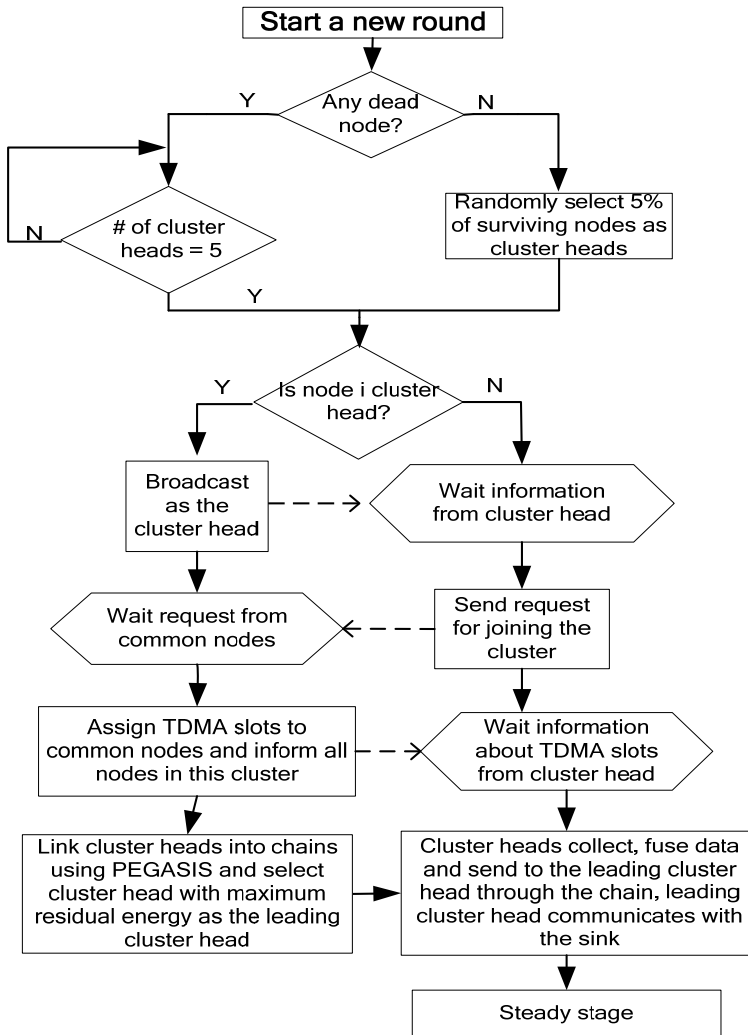 Start a new round
Any dead
node?
Y
N
# of cluster
heads = 5
N
Randomly select 5%
of surviving nodes as
cluster heads
Y
Is node i cluster
head?
Y
N
Broadcast
as the
cluster head
Wait information
from cluster head
Wait request from
common nodes
Send request
for joining the
cluster
Assign TDMA slots to
common nodes and inform all
nodes in this cluster
Wait information
about TDMA slots
from cluster head
Link cluster heads into chains
using PEGASIS and select
cluster head with maximum
residual energy as the leading
cluster head
Cluster heads collect, fuse data
and send to the leading cluster
head through the chain, leading
cluster head communicates with
the sink
Steady stage